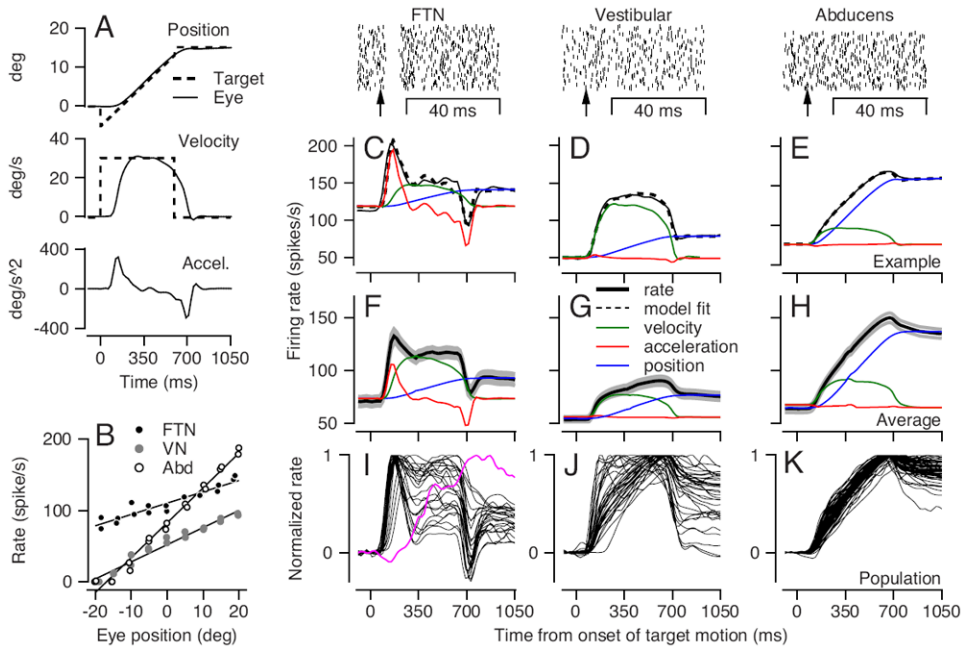 FTN
Vestibular
Abducens
40 ms
40 ms
40 ms
A
Position
15
deg
Target
0
Eye
40
Velocity
deg/s
20
0
400
Accel.
deg/s^2
0
-400
0 350 700 1050
Time (ms)
B
FTN
VN
Abd
200
Rate (spike/s)
100
0
-20 -10 0 10 20
Eye position (deg)
Firing rate (spikes/s)
C
200
150
100
50
D
E
Example
F
150
100
50
rate
model fit
velocity
acceleration
position
G
H
Average
Normalized rate
I
1
0
J
1
0
K
1
0
Population
0 350 700 1050
0 350 700 1050
0 350 700 1050
Time from onset of target motion (ms)